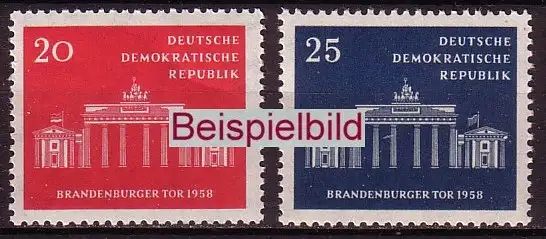 20
DEUTSCHE
DEMOKRATISCHE
REPUBLIK
BRANDENBURGER TOR 1958
25
DEUTSCHE
DEMOKRATISCHE
REPUBLIK
BRANDENBURGER TOR 1958
Beispielbild